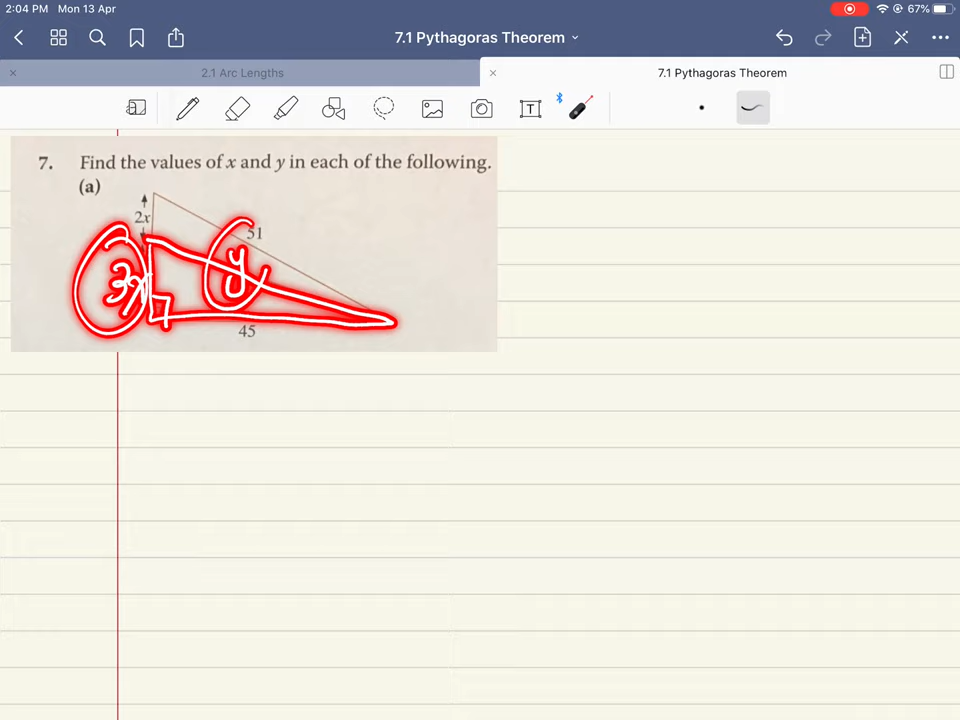 2:04 PM Mon 13 Apr
67%
7.1 Pythagoras Theorem
2.1 Arc Lengths
7.1 Pythagoras Theorem
7. Find the values of x and y in each of the following.
(a)
2x
51
3x
y
45